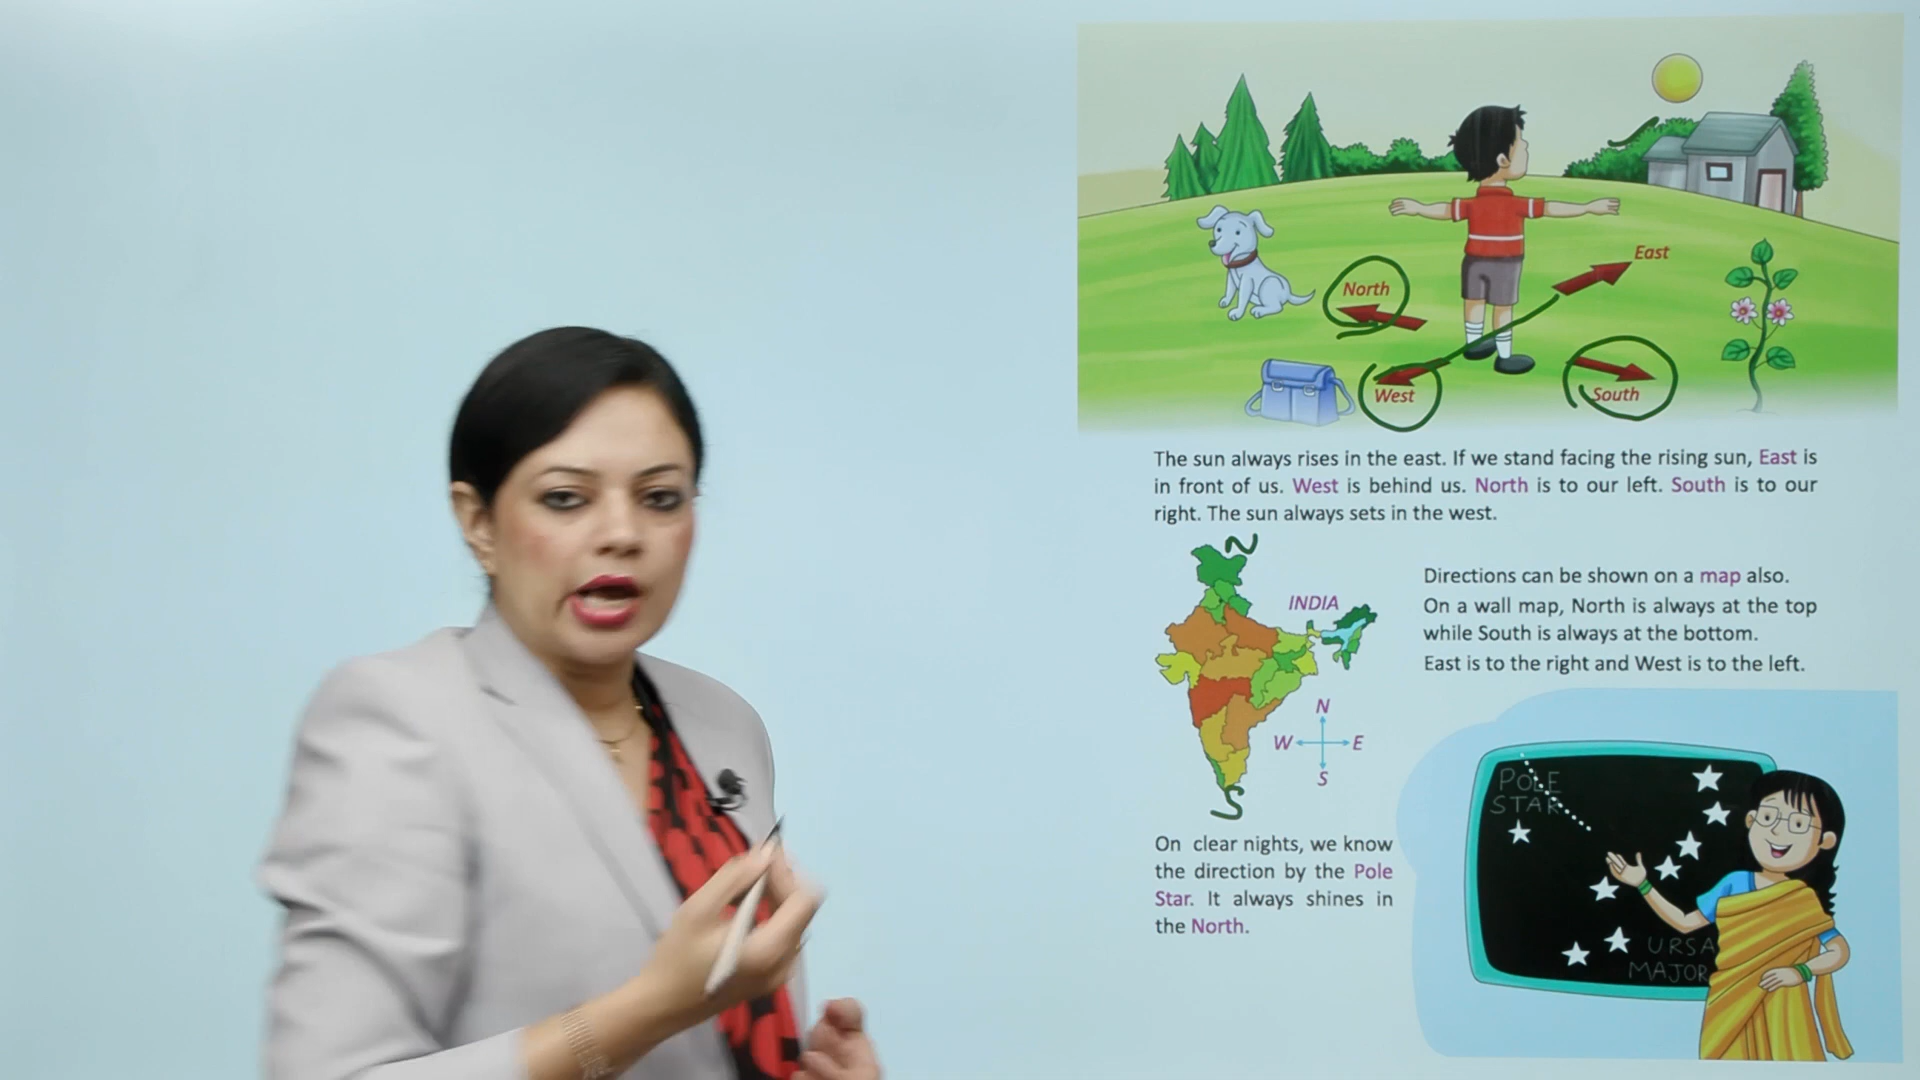 East
North
West
South
The sun always rises in the east. If we stand facing the rising sun, East is
in front of us. West is behind us. North is to our left. South is to our
right. The sun always sets in the west.
N
INDIA
Directions can be shown on a map also.
On a wall map, North is always at the top
while South is always at the bottom.
East is to the right and West is to the left.
N
W E
S
S
On clear nights, we know
the direction by the Pole
Star. It always shines in
the North.
POLE
STAR
URSA
MAJOR